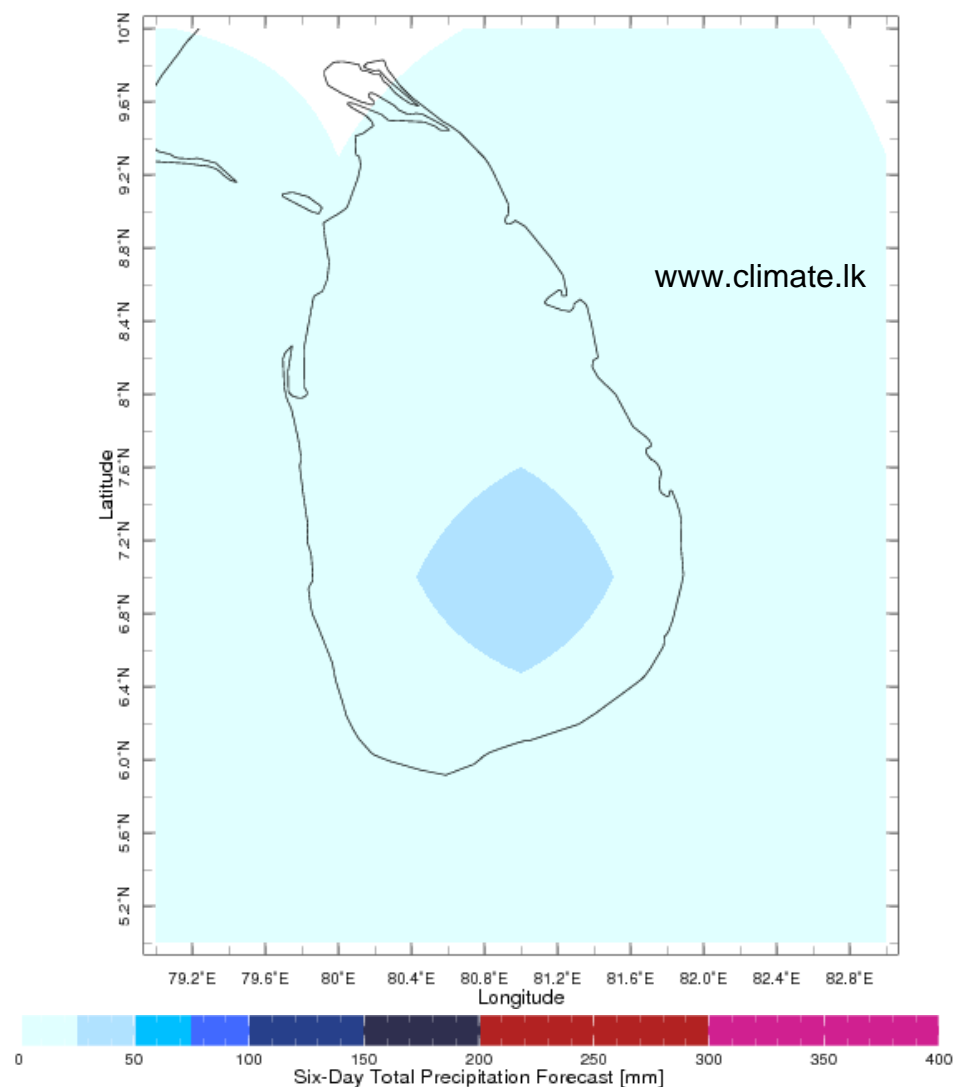 10˚N
9.6˚N
9.2˚N
8.8˚N
8.4˚N
8˚N
7.6˚N
7.2˚N
6.8˚N
6.4˚N
6.0˚N
5.6˚N
5.2˚N
Latitude
www.climate.lk
79.2˚E 79.6˚E 80˚E 80.4˚E 80.8˚E 81.2˚E 81.6˚E 82.0˚E 82.4˚E 82.8˚E
Longitude
0 50 100 150 200 250 300 350 400
Six-Day Total Precipitation Forecast [mm]